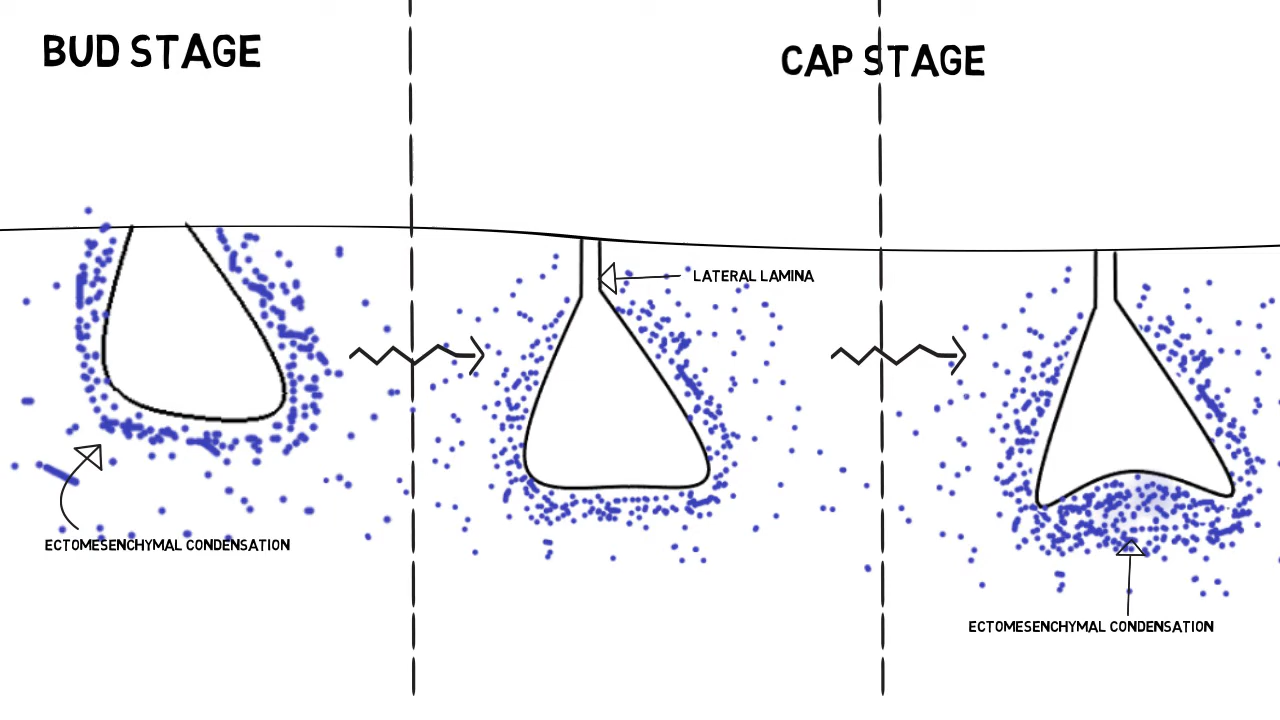 BUD STAGE
CAP STAGE
LATERAL LAMINA
ECTOMESENCHYMAL CONDENSATION
ECTOMESENCHYMAL CONDENSATION